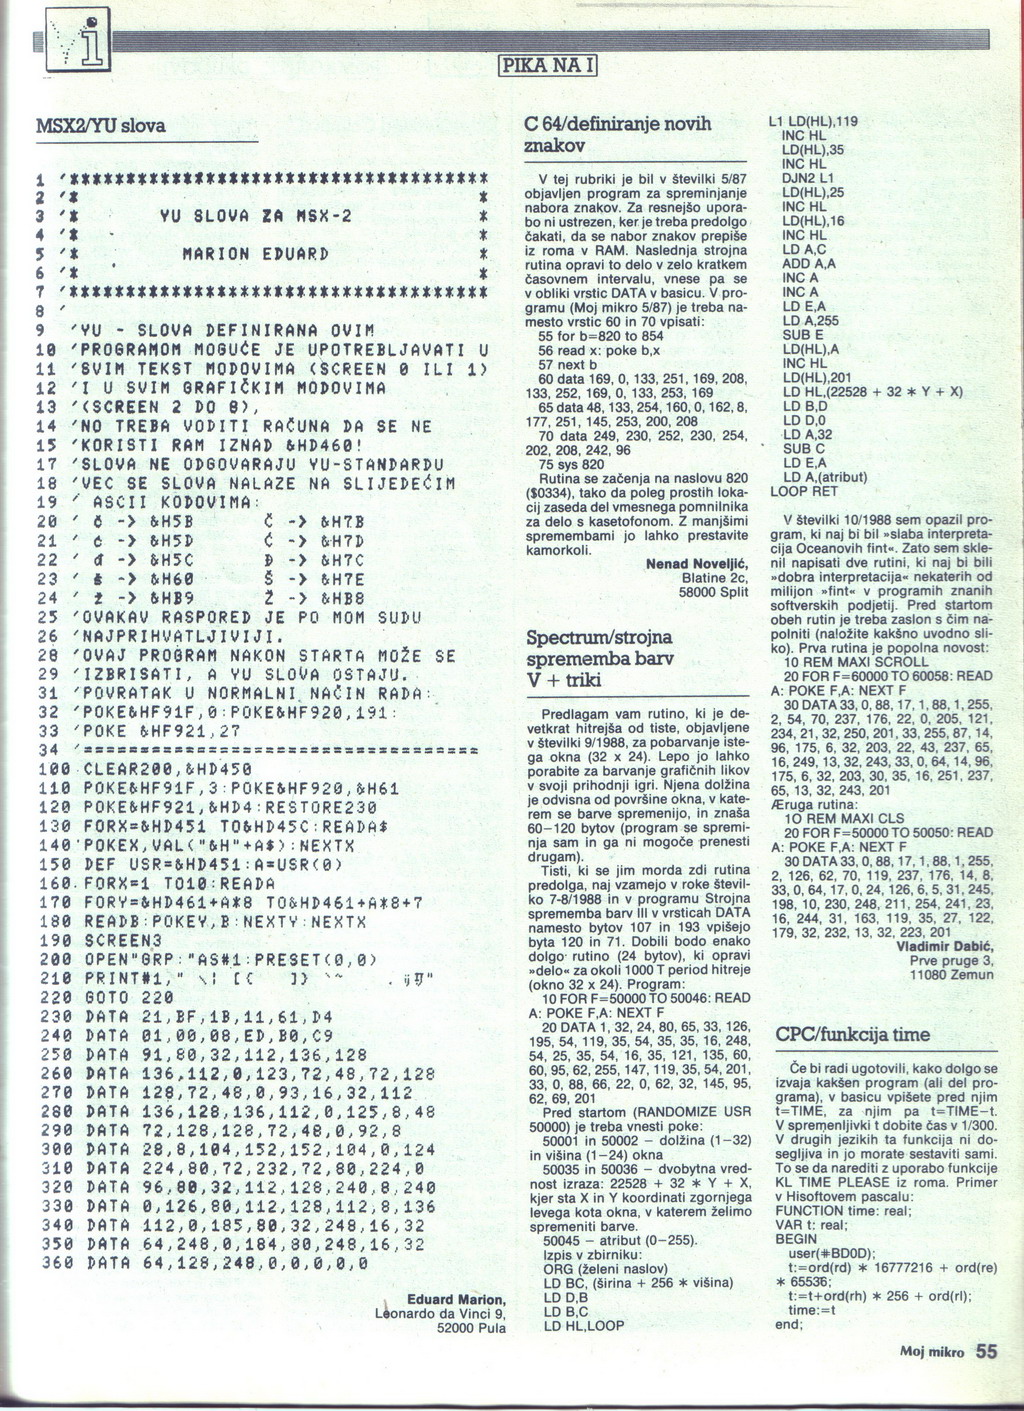 PIKA NA I
MSX2/YU slova
1 '*************************************
2 '* *
3 '* YU SLOVA ZA MSX-2 *
4 '* *
5 '* MARION EDUARD *
6 '* *
7 '*************************************
8 '
9 'YU - SLOVA DEFINIRANA OVIM
10 'PROGRAMOM MOGUĆE JE UPOTREBLJAVATI U
11 'SVIM TEKST MODOVIMA (SCREEN 0 ILI 1)
12 'I U SVIM GRAFIČKIM MODOVIMA
13 '(SCREEN 2 DO 8),
14 'NO TREBA VODITI RAČUNA DA SE NE
15 'KORISTI RAM IZNAD &HD460!
17 'SLOVA NE ODGOVARAJU YU-STANDARDU
18 'VEC SE SLOVA NALAZE NA SLIJEDEĆIM
19 ' ASCII KODOVIMA:
20 ' č -> &H5B Č -> &H7B
21 ' ć -> &H5D Ć -> &H7D
22 ' đ -> &H5C Đ -> &H7C
23 ' š -> &H60 Š -> &H7E
24 ' ž -> &HB9 Ž -> &HB8
25 'OVAKAV RASPORED JE PO MOM SUDU
26 'NAJPRIHVATLJIVIJI.
28 'OVAJ PROGRAM NAKON STARTA MOŽE SE
29 'IZBRISATI, A YU SLOVA OSTAJU.
31 'POVRATAK U NORMALNI NAČIN RADA:
32 'POKE&HF91F,0:POKE&HF920,191:
33 'POKE &HF921,27
34 '===================================
100 CLEAR200,&HD450
110 POKE&HF91F,3:POKE&HF920,&H61
120 POKE&HF921,&HD4:RESTORE230
130 FORX=&HD451 TO&HD45C:READA$
140 POKEX,VAL("&H"+A$):NEXTX
150 DEF USR=&HD451:A=USR(0)
160 FORX=1 TO10:READA
170 FORY=&HD461+A*8 TO&HD461+A*8+7
180 READB:POKEY,B:NEXTY:NEXTX
190 SCREEN3
200 OPEN"GRP:"AS#1:PRESET(0,0)
210 PRINT#1," \| [{ ]} `~
220 GOTO 220
230 DATA 21,BF,1B,11,61,D4
240 DATA 01,00,08,ED,B0,C9
250 DATA 91,80,32,112,136,128
260 DATA 136,112,0,123,72,48,72,128
270 DATA 128,72,48,0,93,16,32,112
280 DATA 136,128,136,112,0,125,8,48
290 DATA 72,128,128,72,48,0,92,8
300 DATA 28,8,104,152,152,104,0,124
310 DATA 224,80,72,232,72,80,224,0
320 DATA 96,80,32,112,128,240,8,240
330 DATA 0,126,80,112,128,112,8,136
340 DATA 112,0,185,80,32,248,16,32
350 DATA 64,248,0,184,80,248,16,32
360 DATA 64,128,248,0,0,0,0,0
Eduard Marion,
Leonardo da Vinci 9,
52000 Pula
C 64/definiranje novih
znakov
V tej rubriki je bil v številki 5/87
objavljen program za spreminjanje
nabora znakov. Za resnejšo upora-
bo ni ustrezen, ker je treba predolgo
čakati, da se nabor znakov prepiše
iz roma v RAM. Naslednja strojna
rutina opravi to delo v zelo kratkem
časovnem intervalu, vnese pa se
v obliki vrstic DATA v basicu. V pro-
gramu (Moj mikro 5/87) je treba na-
mesto vrstic 60 in 70 vpisati:
55 for b=820 to 854
56 read x: poke b,x
57 next b
60 data 169, 0, 133, 251, 169, 208,
133, 252, 169, 0, 133, 253, 169
65 data 48, 133, 254, 160, 0, 162, 8,
177, 251, 145, 253, 200, 208
70 data 249, 230, 252, 230, 254,
202, 208, 242, 96
75 sys 820
Rutina se začenja na naslovu 820
($0334), tako da poleg prostih loka-
cij zaseda del vmesnega pomnilnika
za delo s kasetofonom. Z manjšimi
spremembami jo lahko prestavite
kamorkoli.
Nenad Noveljić,
Blatine 2c,
58000 Split
Spectrum/strojna
sprememba barv
V + triki
Predlagam vam rutino, ki je de-
vetkrat hitrejša od tiste, objavljene
v številki 9/1988, za pobarvanje iste-
ga okna (32 x 24). Lepo jo lahko
porabite za barvanje grafičnih likov
v svoji prihodnji igri. Njena dolžina
je odvisna od površine okna, v kate-
rem se barve spremenijo, in znaša
60–120 bytov (program se spremi-
nja sam in ga ni mogoče prenesti
drugam).
Tisti, ki se jim morda zdi rutina
predolga, naj vzamejo v roke števil-
ko 7-8/1988 in v programu Strojna
sprememba barv III v vrsticah DATA
namesto bytov 107 in 193 vpišejo
byta 120 in 71. Dobili bodo enako
dolgo rutino (24 bytov), ki opravi
»delo« za okoli 1000 T period hitreje
(okno 32 x 24). Program:
10 FOR F=50000 TO 50046: READ
A: POKE F,A: NEXT F
20 DATA 1, 32, 24, 80, 65, 33, 126,
195, 54, 119, 35, 54, 35, 35, 16, 248,
54, 25, 35, 54, 16, 35, 121, 135, 60,
60, 95, 62, 255, 147, 119, 35, 54, 201,
33, 0, 88, 66, 22, 0, 62, 32, 145, 95,
62, 69, 201
Pred startom (RANDOMIZE USR
50000) je treba vnesti poke:
50001 in 50002 – dolžina (1–32)
in višina (1–24) okna
50035 in 50036 – dvobytna vred-
nost izraza: 22528 + 32 * Y + X,
kjer sta X in Y koordinati zgornjega
levega kota okna, v katerem želimo
spremeniti barve.
50045 – atribut (0–255).
Izpis v zbirniku:
ORG (želeni naslov)
LD BC, (širina + 256 * višina)
LD D,B
LD B,C
LD HL,LOOP
L1 LD(HL),119
INC HL
LD(HL),35
INC HL
DJN2 L1
LD(HL),25
INC HL
LD(HL),16
INC HL
LD A,C
ADD A,A
INC A
INC A
LD E,A
LD A,255
SUB E
LD(HL),A
INC HL
LD(HL),201
LD HL,(22528 + 32 * Y + X)
LD B,D
LD D,0
LD A,32
SUB C
LD E,A
LD A,(atribut)
LOOP RET
V številki 10/1988 sem opazil pro-
gram, ki naj bi bil »slaba interpreta-
cija Oceanovih fint«. Zato sem skle-
nil napisati dve rutini, ki naj bi bili
»dobra interpretacija« nekaterih od
milijon »fint« v programih znanih
softverskih podjetij. Pred startom
obeh rutin je treba zaslon s čim na-
polniti (naložite kakšno uvodno sli-
ko). Prva rutina je popolna novost:
10 REM MAXI SCROLL
20 FOR F=60000 TO 60058: READ
A: POKE F,A: NEXT F
30 DATA 33, 0, 88, 17, 1, 88, 1, 255,
2, 54, 70, 237, 176, 22, 0, 205, 121,
234, 21, 32, 250, 201, 33, 255, 87, 14,
96, 175, 6, 32, 203, 22, 43, 237, 65,
16, 249, 13, 32, 243, 33, 0, 64, 14, 96,
175, 6, 32, 203, 30, 35, 16, 251, 237,
65, 13, 32, 243, 201
Æruga rutina:
1O REM MAXI CLS
20 FOR F=50000 TO 50050: READ
A: POKE F,A: NEXT F
30 DATA 33, 0, 88, 17, 1, 88, 1, 255,
2, 126, 62, 70, 119, 237, 176, 14, 8,
33, 0, 64, 17, 0, 24, 126, 6, 5, 31, 245,
198, 10, 230, 248, 211, 254, 241, 23,
16, 244, 31, 163, 119, 35, 27, 122,
179, 32, 232, 13, 32, 223, 201
Vladimir Dabić,
Prve pruge 3,
11080 Zemun
CPC/funkcija time
Če bi radi ugotovili, kako dolgo se
izvaja kakšen program (ali del pro-
grama), v basicu vpišete pred njim
t=TIME, za njim pa t=TIME–t.
V spremenljivki t dobite čas v 1/300.
V drugih jezikih ta funkcija ni do-
segljiva in jo morate sestaviti sami.
To se da narediti z uporabo funkcije
KL TIME PLEASE iz roma. Primer
v Hisoftovem pascalu:
FUNCTION time: real;
VAR t: real;
BEGIN
user(#BD0D);
t:=ord(rd) * 16777216 + ord(re)
* 65536;
t:=t+ord(rh) * 256 + ord(rl);
time:=t
end;
Moj mikro 55